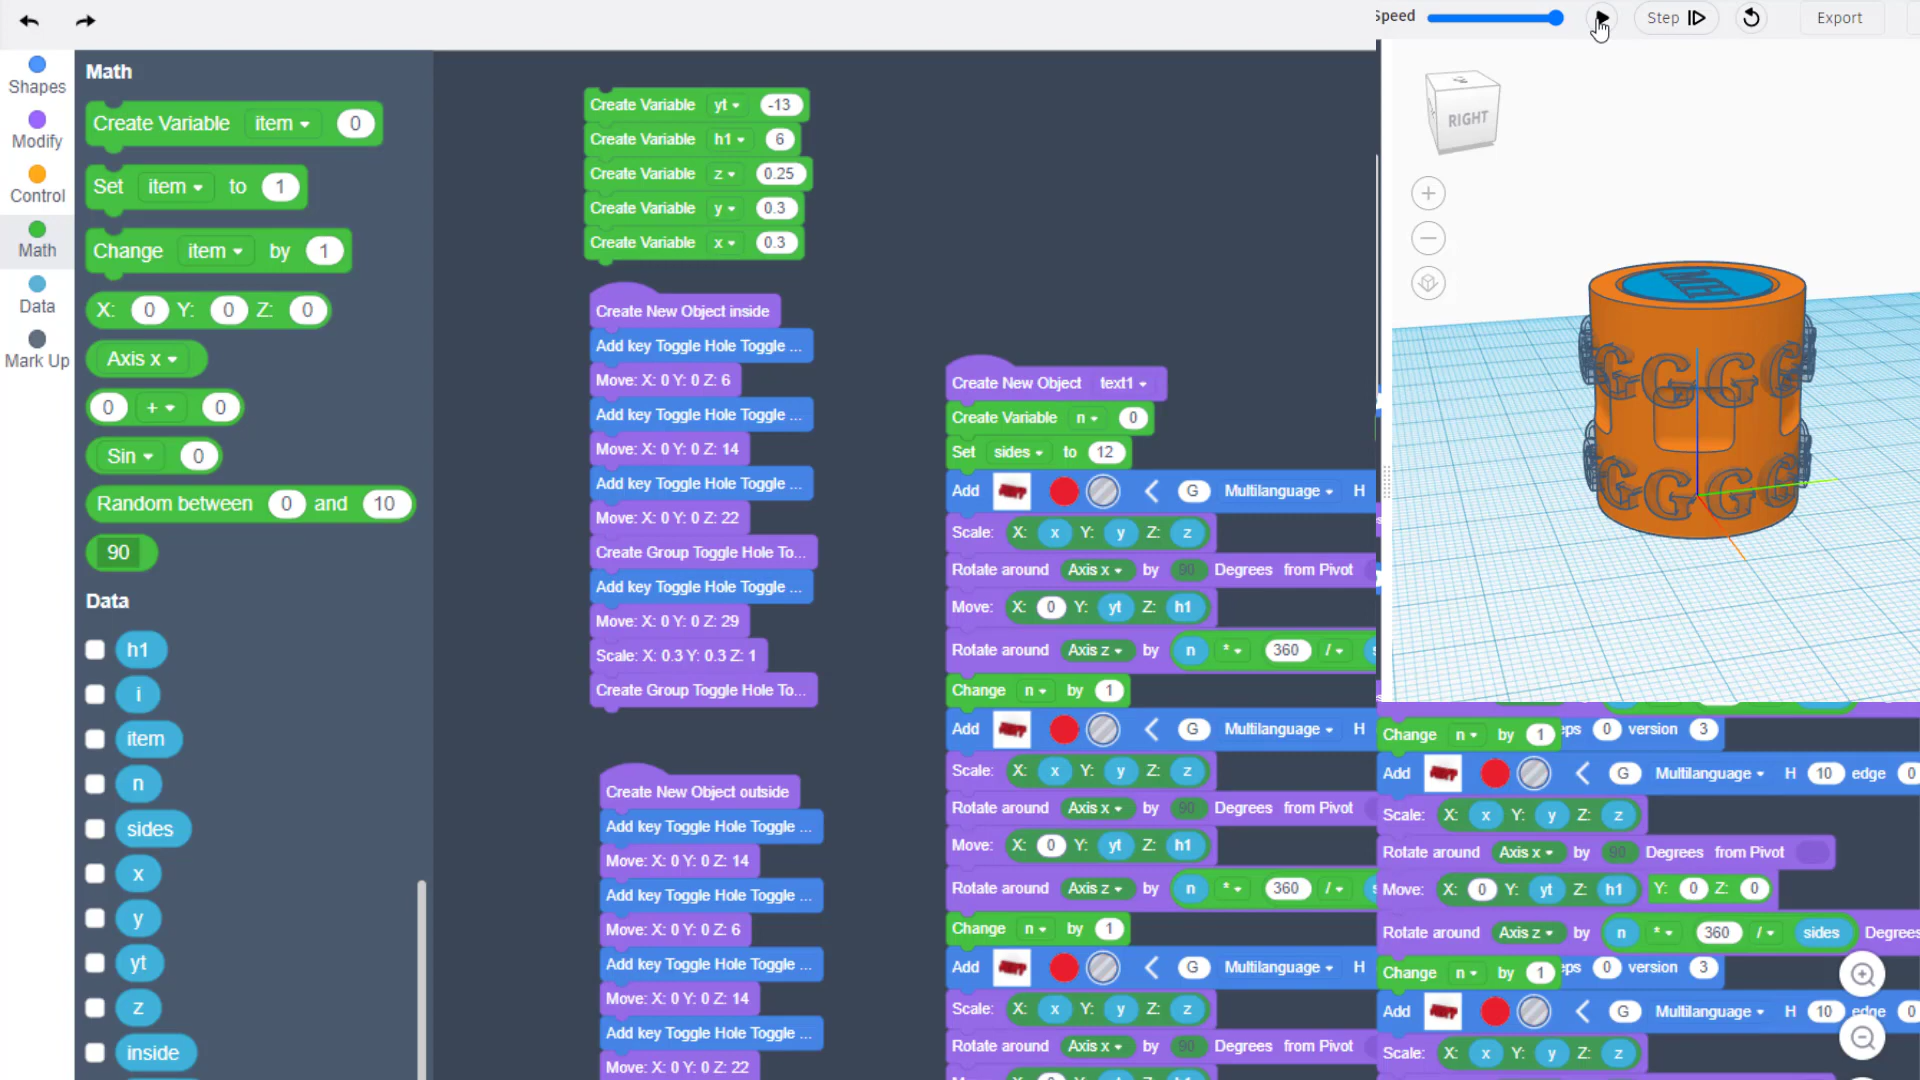 Speed
Step
Export
Shapes
Modify
Control
Math
Data
Mark Up
Math
Create Variable item 0
Set item to 1
Change item by 1
X: 0 Y: 0 Z: 0
Axis x
0 + 0
Sin 0
Random between 0 and 10
90
Data
h1
i
item
n
sides
x
y
yt
z
inside
Create Variable yt -13
Create Variable h1 6
Create Variable z 0.25
Create Variable y 0.3
Create Variable x 0.3
Create New Object inside
Add key Toggle Hole Toggle ...
Move: X: 0 Y: 0 Z: 6
Add key Toggle Hole Toggle ...
Move: X: 0 Y: 0 Z: 14
Add key Toggle Hole Toggle ...
Move: X: 0 Y: 0 Z: 22
Create Group Toggle Hole To...
Add key Toggle Hole Toggle ...
Move: X: 0 Y: 0 Z: 29
Scale: X: 0.3 Y: 0.3 Z: 1
Create Group Toggle Hole To...
Create New Object outside
Add key Toggle Hole Toggle ...
Move: X: 0 Y: 0 Z: 14
Add key Toggle Hole Toggle ...
Move: X: 0 Y: 0 Z: 6
Add key Toggle Hole Toggle ...
Move: X: 0 Y: 0 Z: 14
Add key Toggle Hole Toggle ...
Move: X: 0 Y: 0 Z: 22
Create New Object text1
Create Variable n 0
Set sides to 12
Add G Multilanguage H
Scale: X: x Y: y Z: z
Rotate around Axis x by 90 Degrees from Pivot
Move: X: 0 Y: yt Z: h1
Rotate around Axis z by n * 360 /
Change n by 1
Add G Multilanguage H
Scale: X: x Y: y Z: z
Rotate around Axis x by 90 Degrees from Pivot
Move: X: 0 Y: yt Z: h1
Rotate around Axis z by n * 360 /
Change n by 1
Add G Multilanguage H
Scale: X: x Y: y Z: z
Rotate around Axis x by 90 Degrees from Pivot
RIGHT
G G G G
G G G G
Change n by 1 eps 0 version 3
Add G Multilanguage H 10 edge 0
Scale: X: x Y: y Z: z
Rotate around Axis x by 90 Degrees from Pivot
Move: X: 0 Y: yt Z: h1 Y: 0 Z: 0
Rotate around Axis z by n * 360 / sides Degrees
Change n by 1 eps 0 version 3
Add G Multilanguage H 10 edge 0
Scale: X: x Y: y Z: z